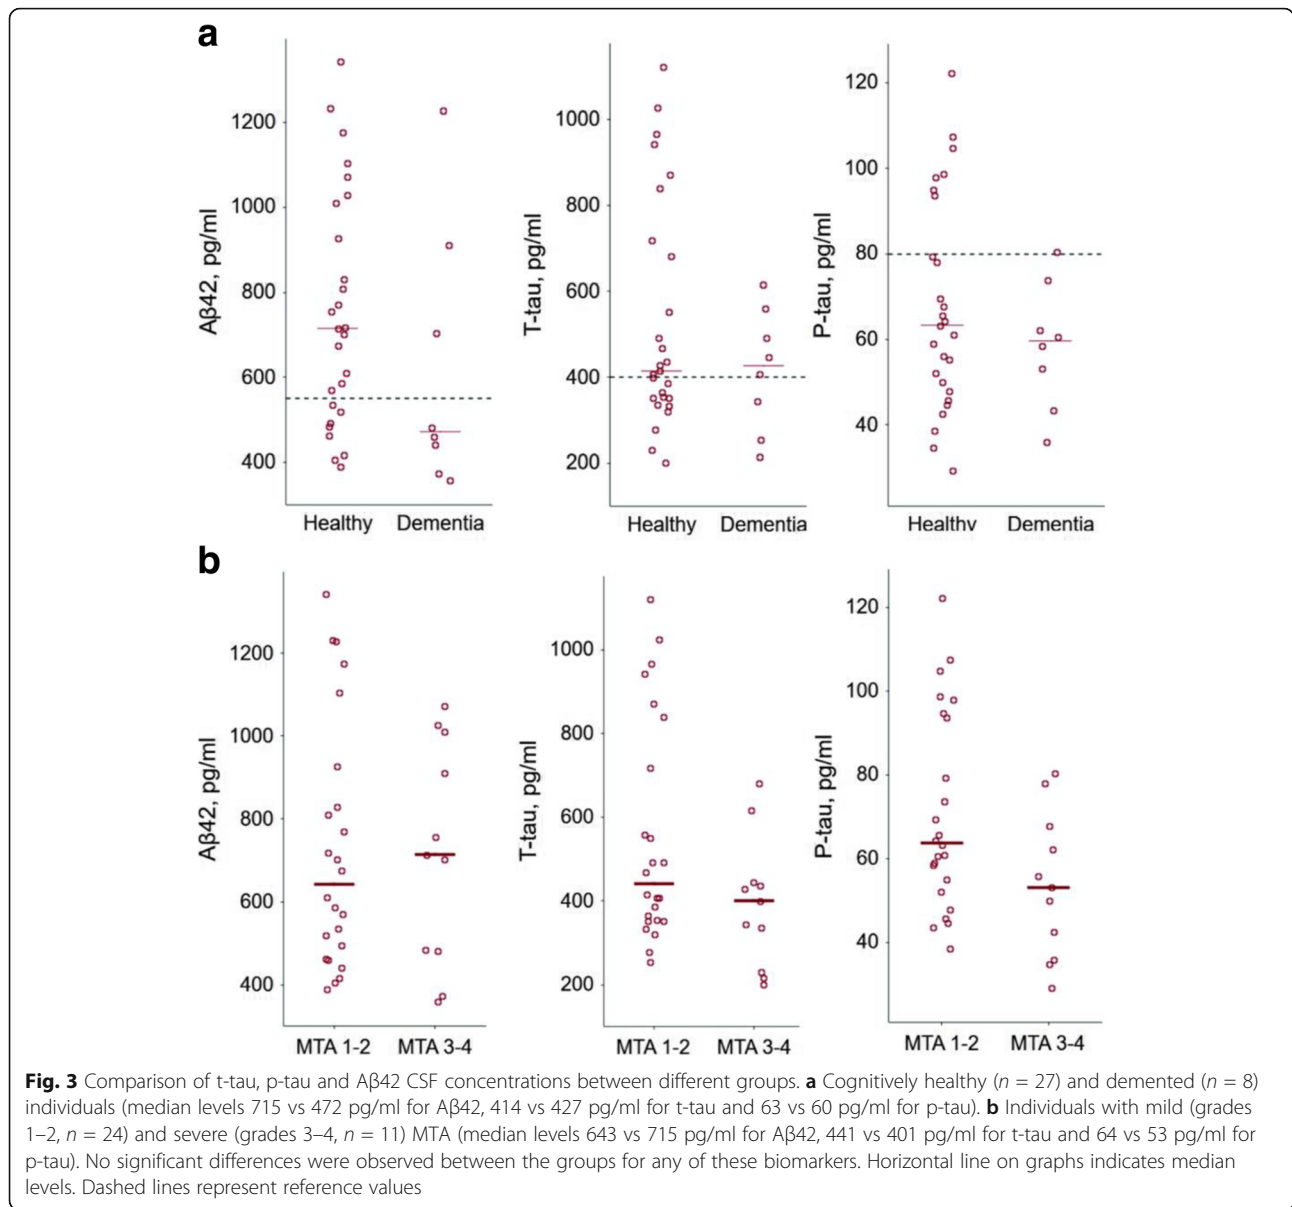 a
1200
1000
800
600
400
Aβ42, pg/ml
Healthy Dementia
1000
800
600
400
200
T-tau, pg/ml
Healthy Dementia
120
100
80
60
40
P-tau, pg/ml
Healthy Dementia
b
1200
1000
800
600
400
Aβ42, pg/ml
MTA 1-2 MTA 3-4
1000
800
600
400
200
T-tau, pg/ml
MTA 1-2 MTA 3-4
120
100
80
60
40
P-tau, pg/ml
MTA 1-2 MTA 3-4
Fig. 3 Comparison of t-tau, p-tau and Aβ42 CSF concentrations between different groups. a Cognitively healthy (n = 27) and demented (n = 8)
individuals (median levels 715 vs 472 pg/ml for Aβ42, 414 vs 427 pg/ml for t-tau and 63 vs 60 pg/ml for p-tau). b Individuals with mild (grades
1–2, n = 24) and severe (grades 3–4, n = 11) MTA (median levels 643 vs 715 pg/ml for Aβ42, 441 vs 401 pg/ml for t-tau and 64 vs 53 pg/ml for
p-tau). No significant differences were observed between the groups for any of these biomarkers. Horizontal line on graphs indicates median
levels. Dashed lines represent reference values